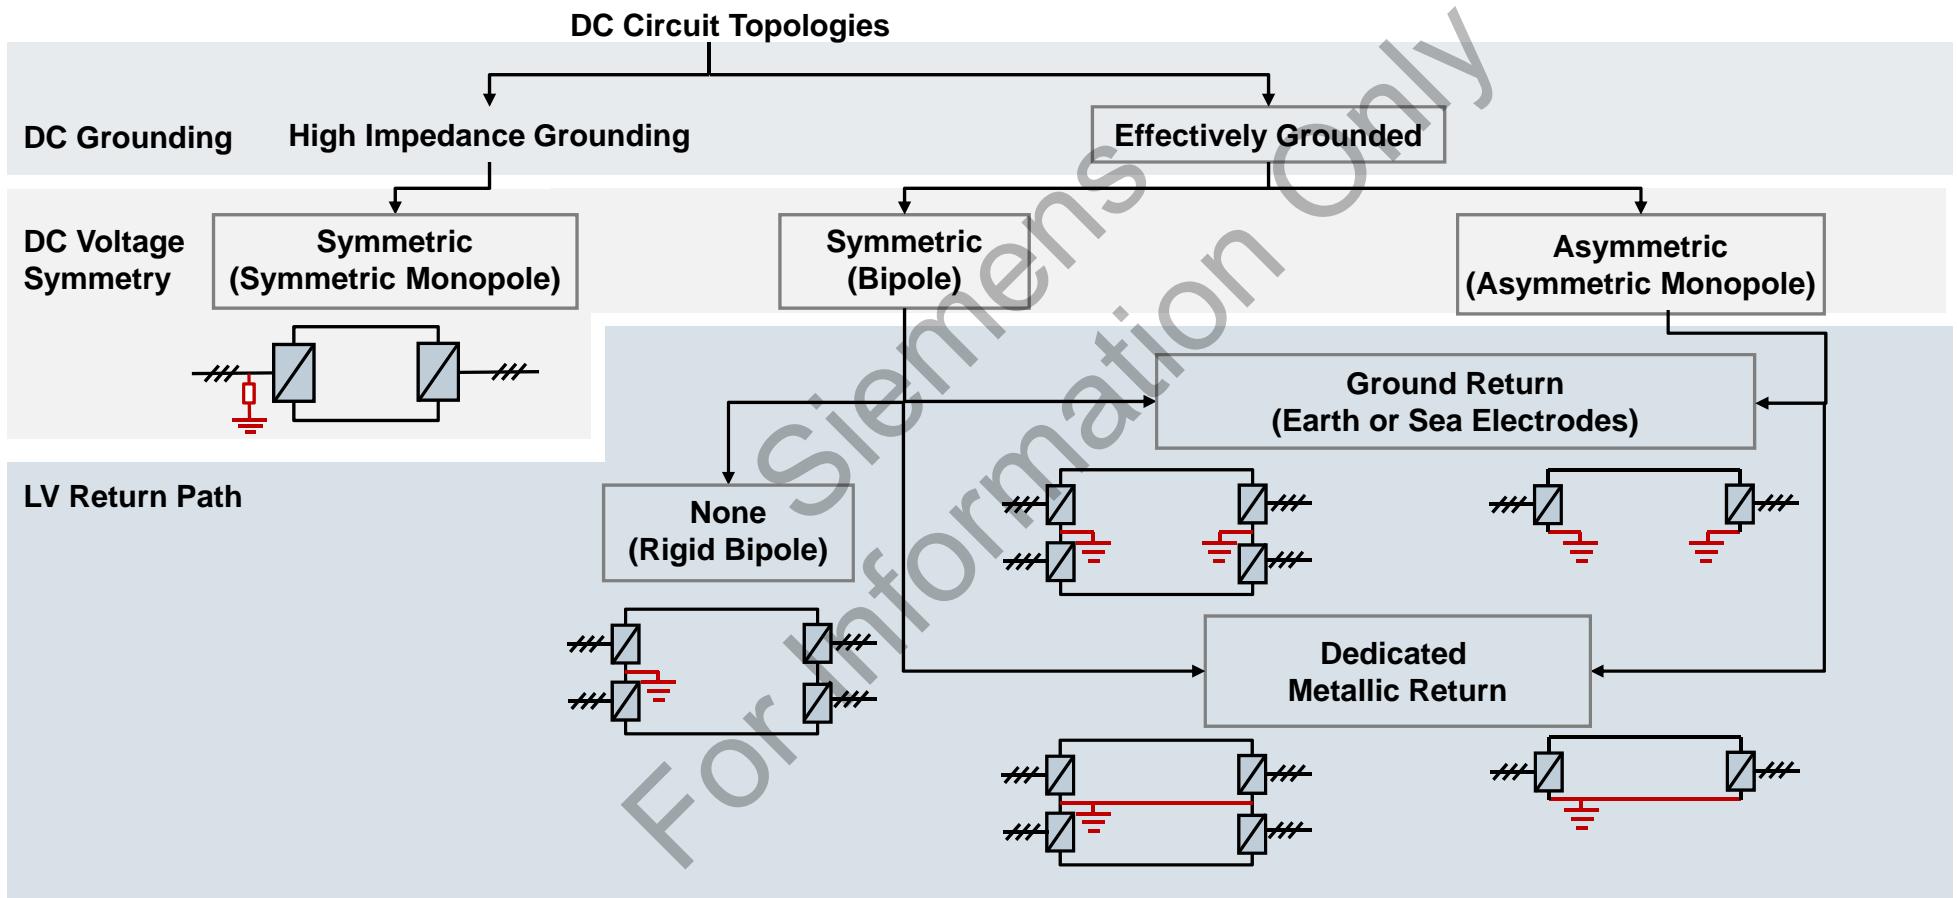 DC Circuit Topologies
DC Grounding
High Impedance Grounding
Effectively Grounded
DC Voltage
Symmetry
Symmetric
(Symmetric Monopole)
Symmetric
(Bipole)
Asymmetric
(Asymmetric Monopole)
Ground Return
(Earth or Sea Electrodes)
LV Return Path
None
(Rigid Bipole)
Dedicated
Metallic Return
Siemens
For Information Only